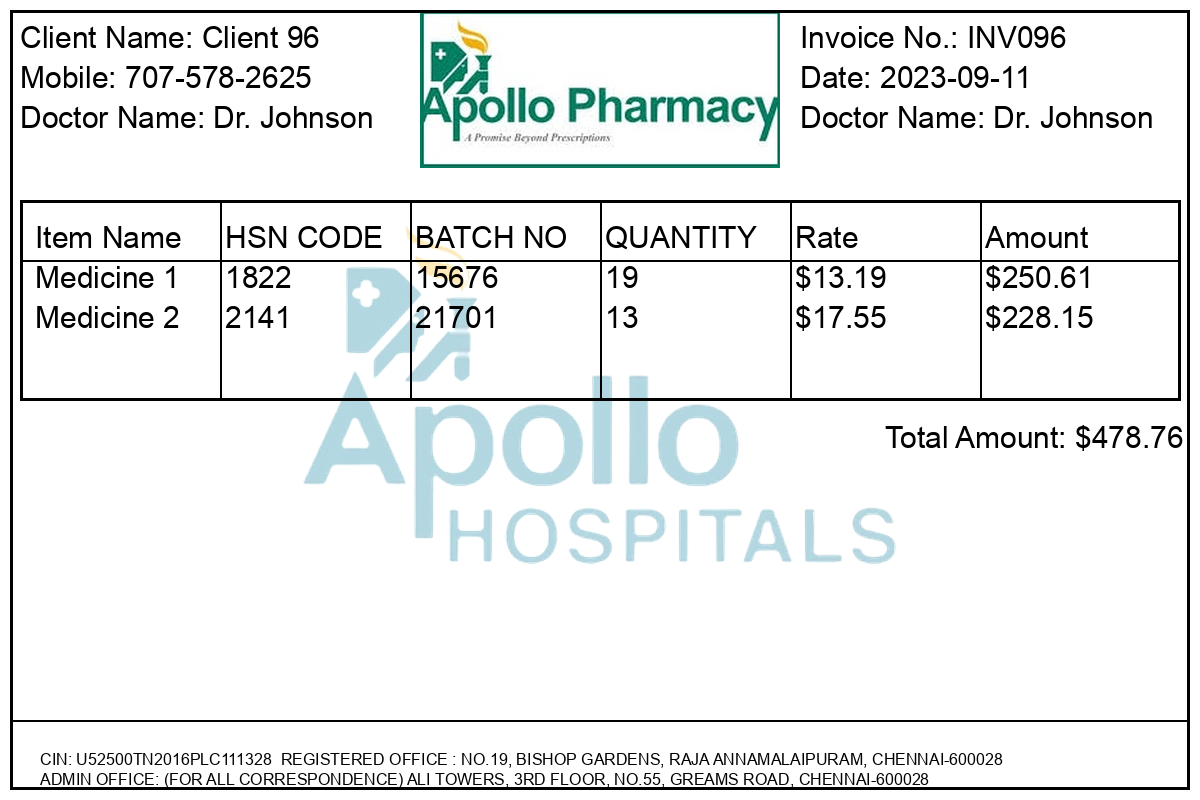 Client Name: Client 96
Mobile: 707-578-2625
Doctor Name: Dr. Johnson
Apollo Pharmacy
A Promise Beyond Prescriptions
Invoice No.: INV096
Date: 2023-09-11
Doctor Name: Dr. Johnson
Item Name HSN CODE BATCH NO QUANTITY Rate Amount
Medicine 1 1822 15676 19 $13.19 $250.61
Medicine 2 2141 21701 13 $17.55 $228.15
Total Amount: $478.76
Apollo
HOSPITALS
CIN: U52500TN2016PLC111328 REGISTERED OFFICE : NO.19, BISHOP GARDENS, RAJA ANNAMALAIPURAM, CHENNAI-600028
ADMIN OFFICE: (FOR ALL CORRESPONDENCE) ALI TOWERS, 3RD FLOOR, NO.55, GREAMS ROAD, CHENNAI-600028